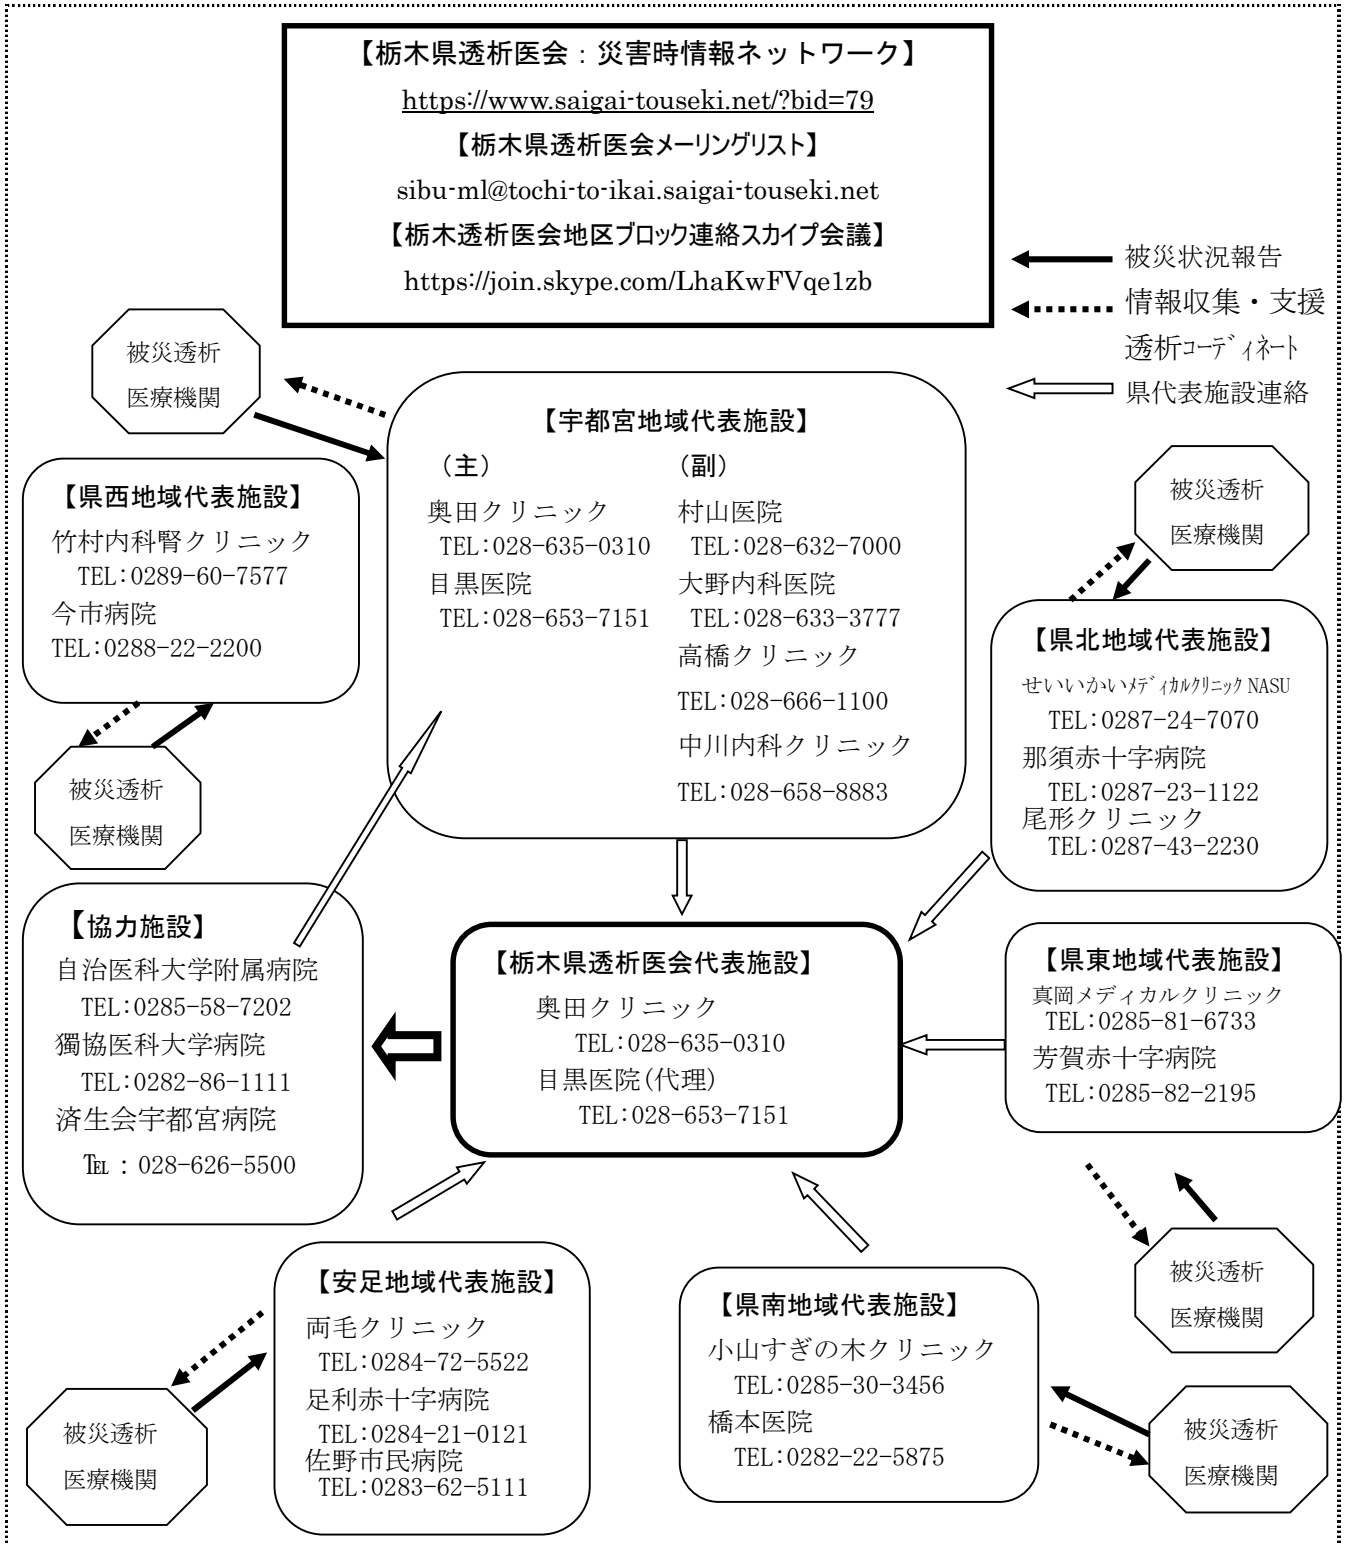 【栃木県透析医会：災害時情報ネットワーク】
https://www.saigai-touseki.net/?bid=79
【栃木県透析医会メーリングリスト】
sibu-ml@tochi-to-ikai.saigai-touseki.net
【栃木透析医会地区ブロック連絡スカイプ会議】
https://join.skype.com/LhaKwFVqe1zb
被災状況報告
情報収集・支援
透析ｺｰﾃﾞｨﾈｰﾄ
県代表施設連絡
被災透析
医療機関
【宇都宮地域代表施設】
（主）
奥田クリニック
TEL:028-635-0310
目黒医院
TEL:028-653-7151
（副）
村山医院
TEL:028-632-7000
大野内科医院
TEL:028-633-3777
高橋クリニック
TEL:028-666-1100
中川内科クリニック
TEL:028-658-8883
【県西地域代表施設】
竹村内科腎クリニック
TEL:0289-60-7577
今市病院
TEL:0288-22-2200
被災透析
医療機関
被災透析
医療機関
【県北地域代表施設】
せいいかいﾒﾃﾞｨｶﾙｸﾘﾆｯｸ NASU
TEL:0287-24-7070
那須赤十字病院
TEL:0287-23-1122
尾形クリニック
TEL:0287-43-2230
【協力施設】
自治医科大学附属病院
TEL:0285-58-7202
獨協医科大学病院
TEL:0282-86-1111
済生会宇都宮病院
℡：028-626-5500
【栃木県透析医会代表施設】
奥田クリニック
TEL:028-635-0310
目黒医院(代理)
TEL:028-653-7151
【県東地域代表施設】
真岡メディカルクリニック
TEL:0285-81-6733
芳賀赤十字病院
TEL:0285-82-2195
被災透析
医療機関
【安足地域代表施設】
両毛クリニック
TEL:0284-72-5522
足利赤十字病院
TEL:0284-21-0121
佐野市民病院
TEL:0283-62-5111
被災透析
医療機関
【県南地域代表施設】
小山すぎの木クリニック
TEL:0285-30-3456
橋本医院
TEL:0282-22-5875
被災透析
医療機関